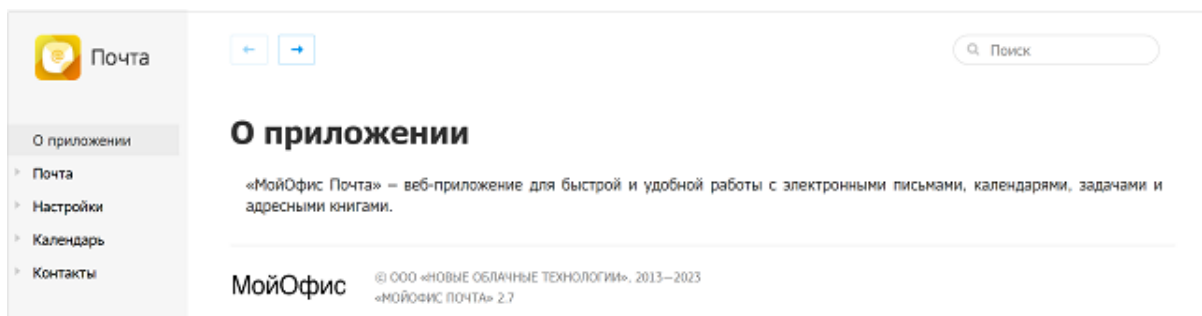 Почта
Поиск
О приложении
Почта
Настройки
Календарь
Контакты
О приложении
«МойОфис Почта» – веб-приложение для быстрой и удобной работы с электронными письмами, календарями, задачами и
адресными книгами.
МойОфис
© ООО «НОВЫЕ ОБЛАЧНЫЕ ТЕХНОЛОГИИ», 2013–2023
«МОЙОФИС ПОЧТА» 2.7